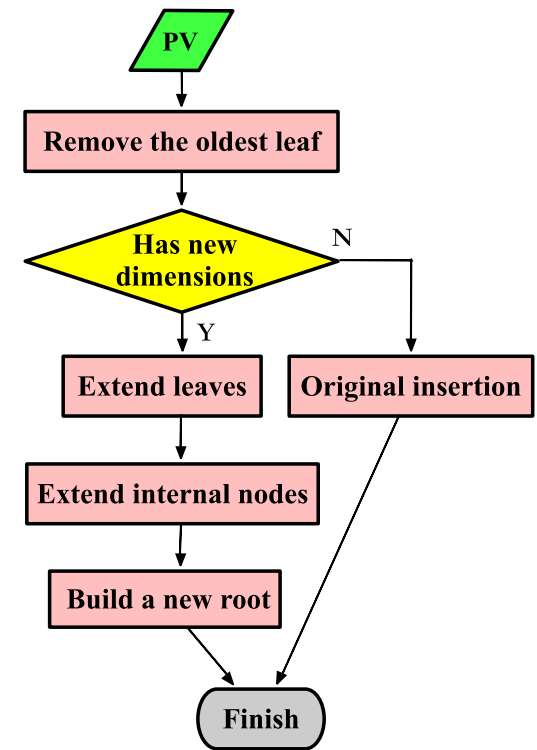 PV
Remove the oldest leaf
Has new
dimensions
N
Y
Extend leaves
Original insertion
Extend internal nodes
Build a new root
Finish